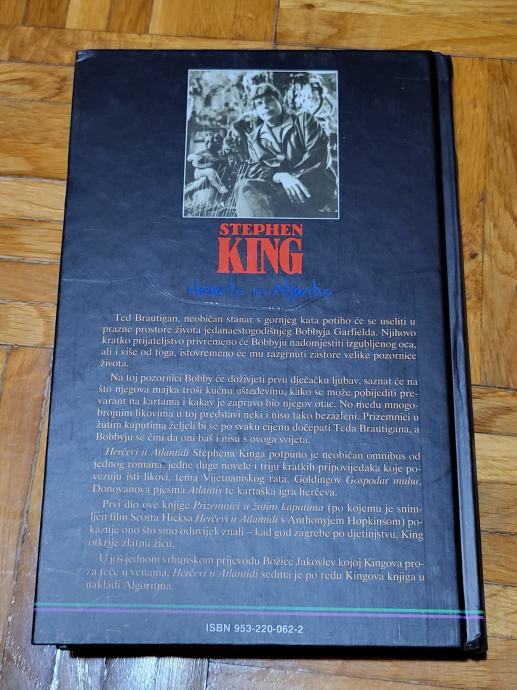 STEPHEN
KING
Hearts in Atlantis
Ted Brautigan, neobičan stanar s gornjeg kata potiho će se useliti u
prazne prostore života jedanaestogodišnjeg Bobbyja Garfielda. Njihovo
kratko prijateljstvo privremeno će Bobbyju nadomjestiti izgubljenog oca,
ali i više od toga, istovremeno će mu razgrnuti zastore velike pozornice
života.
Na toj pozornici Bobby će doživjeti prvu dječačku ljubav, saznat će na
što njegova majka troši kućnu ušteđevinu, kako se može pobijediti pre-
varant na kartama i kakav je zapravo bio njegov otac. No među mnogo-
brojnim likovima u toj predstavi neki i nisu tako bezazleni. Prizemnici u
žutim kaputima željeli bi se po svaku cijenu dočepati Teda Brautigana, a
Bobbyju se čini da oni baš i nisu s ovoga svijeta.
Herčevi u Atlantidi Stephena Kinga potpuno je neobičan omnibus od
jednog romana, jedne duge novele i triju kratkih pripovijedaka koje po-
vezuju isti likovi, tema Vijetnamskog rata, Goldingov Gospodar muha,
Donovanova pjesma Atlantis te kartaška igra herčeva.
Prvi dio ove knjige Prizemnici u žutim kaputima (po kojemu je snim-
ljen film Scotta Hicksa Herčevi u Atlantidi s Anthonyjem Hopkinsom) po-
kazuje ono što smo oduvijek znali – kad god zagrebe po djetinjstvu, King
otkrije zlatnu žicu.
U još jednom vrhunskom prijevodu Božice Jakovlev kojoj Kingova pro-
za teče u venama, Herčevi u Atlantidi sedma je po redu Kingova knjiga u
nakladi Algoritma.
ISBN 953-220-062-2